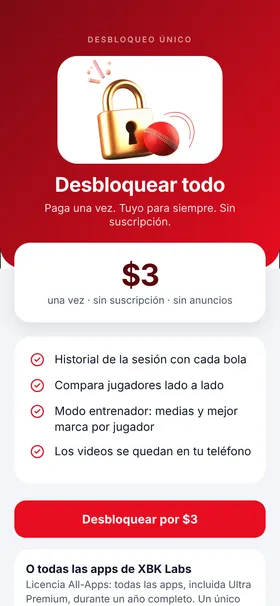 DESBLOQUEO ÚNICO
Desbloquear todo
Paga una vez. Tuyo para siempre. Sin
suscripción.
$3
una vez · sin suscripción · sin anuncios
Historial de la sesión con cada bola
Compara jugadores lado a lado
Modo entrenador: medias y mejor
marca por jugador
Los videos se quedan en tu teléfono
Desbloquear por $3
O todas las apps de XBK Labs
Licencia All-Apps: todas las apps, incluida Ultra
Premium, durante un año completo. Un único